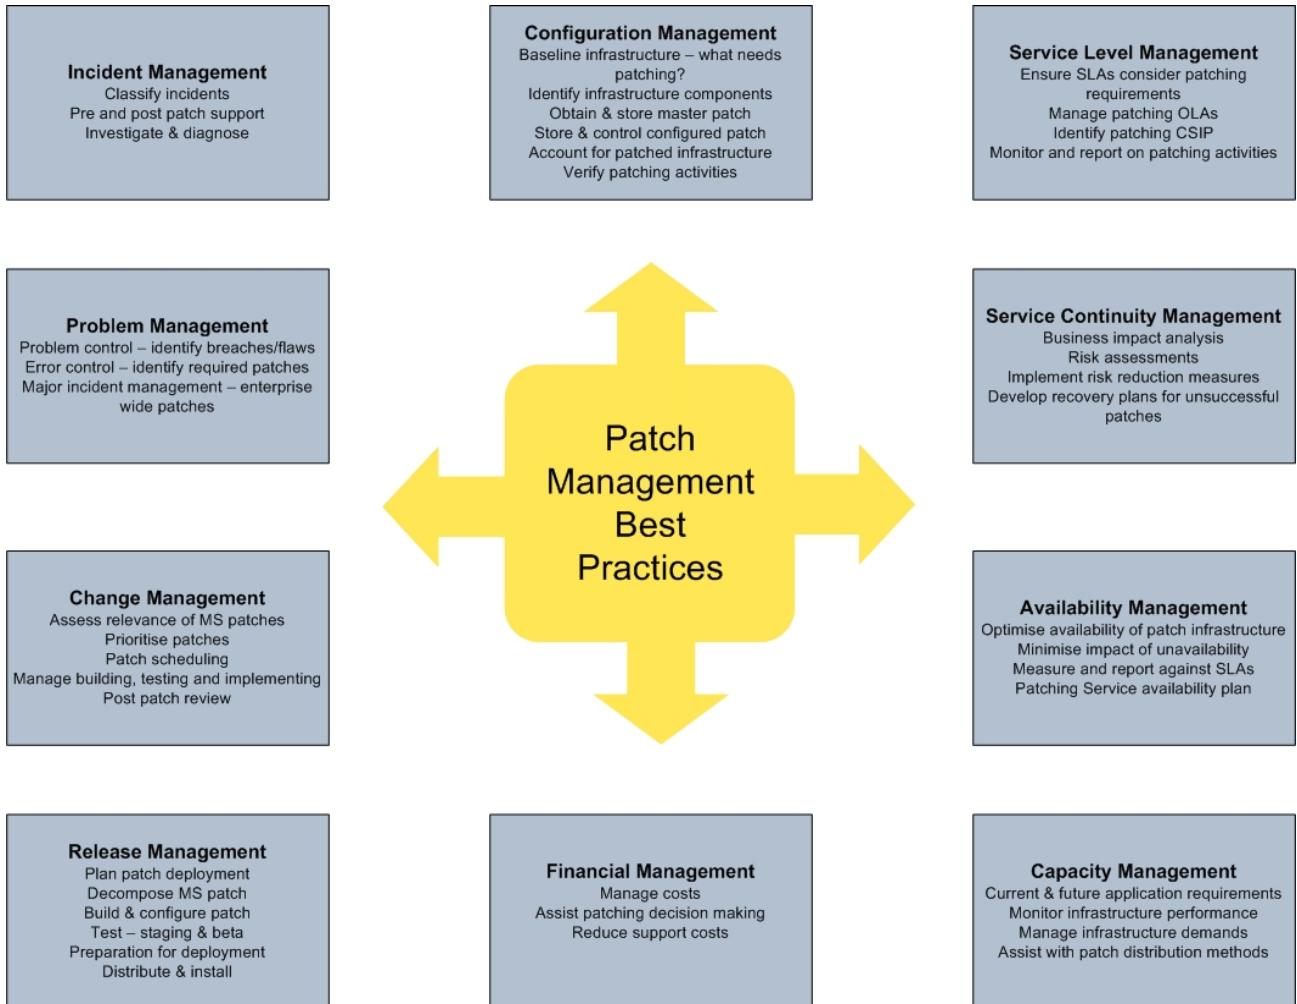 Incident Management
Classify incidents
Pre and post patch support
Investigate & diagnose
Configuration Management
Baseline infrastructure – what needs
patching?
Identify infrastructure components
Obtain & store master patch
Store & control configured patch
Account for patched infrastructure
Verify patching activities
Service Level Management
Ensure SLAs consider patching
requirements
Manage patching OLAs
Identify patching CSIP
Monitor and report on patching activities
Problem Management
Problem control – identify breaches/flaws
Error control – identify required patches
Major incident management – enterprise
wide patches
Patch
Management
Best
Practices
Service Continuity Management
Business impact analysis
Risk assessments
Implement risk reduction measures
Develop recovery plans for unsuccessful
patches
Change Management
Assess relevance of MS patches
Prioritise patches
Patch scheduling
Manage building, testing and implementing
Post patch review
Availability Management
Optimise availability of patch infrastructure
Minimise impact of unavailability
Measure and report against SLAs
Patching Service availability plan
Release Management
Plan patch deployment
Decompose MS patch
Build & configure patch
Test – staging & beta
Preparation for deployment
Distribute & install
Financial Management
Manage costs
Assist patching decision making
Reduce support costs
Capacity Management
Current & future application requirements
Monitor infrastructure performance
Manage infrastructure demands
Assist with patch distribution methods